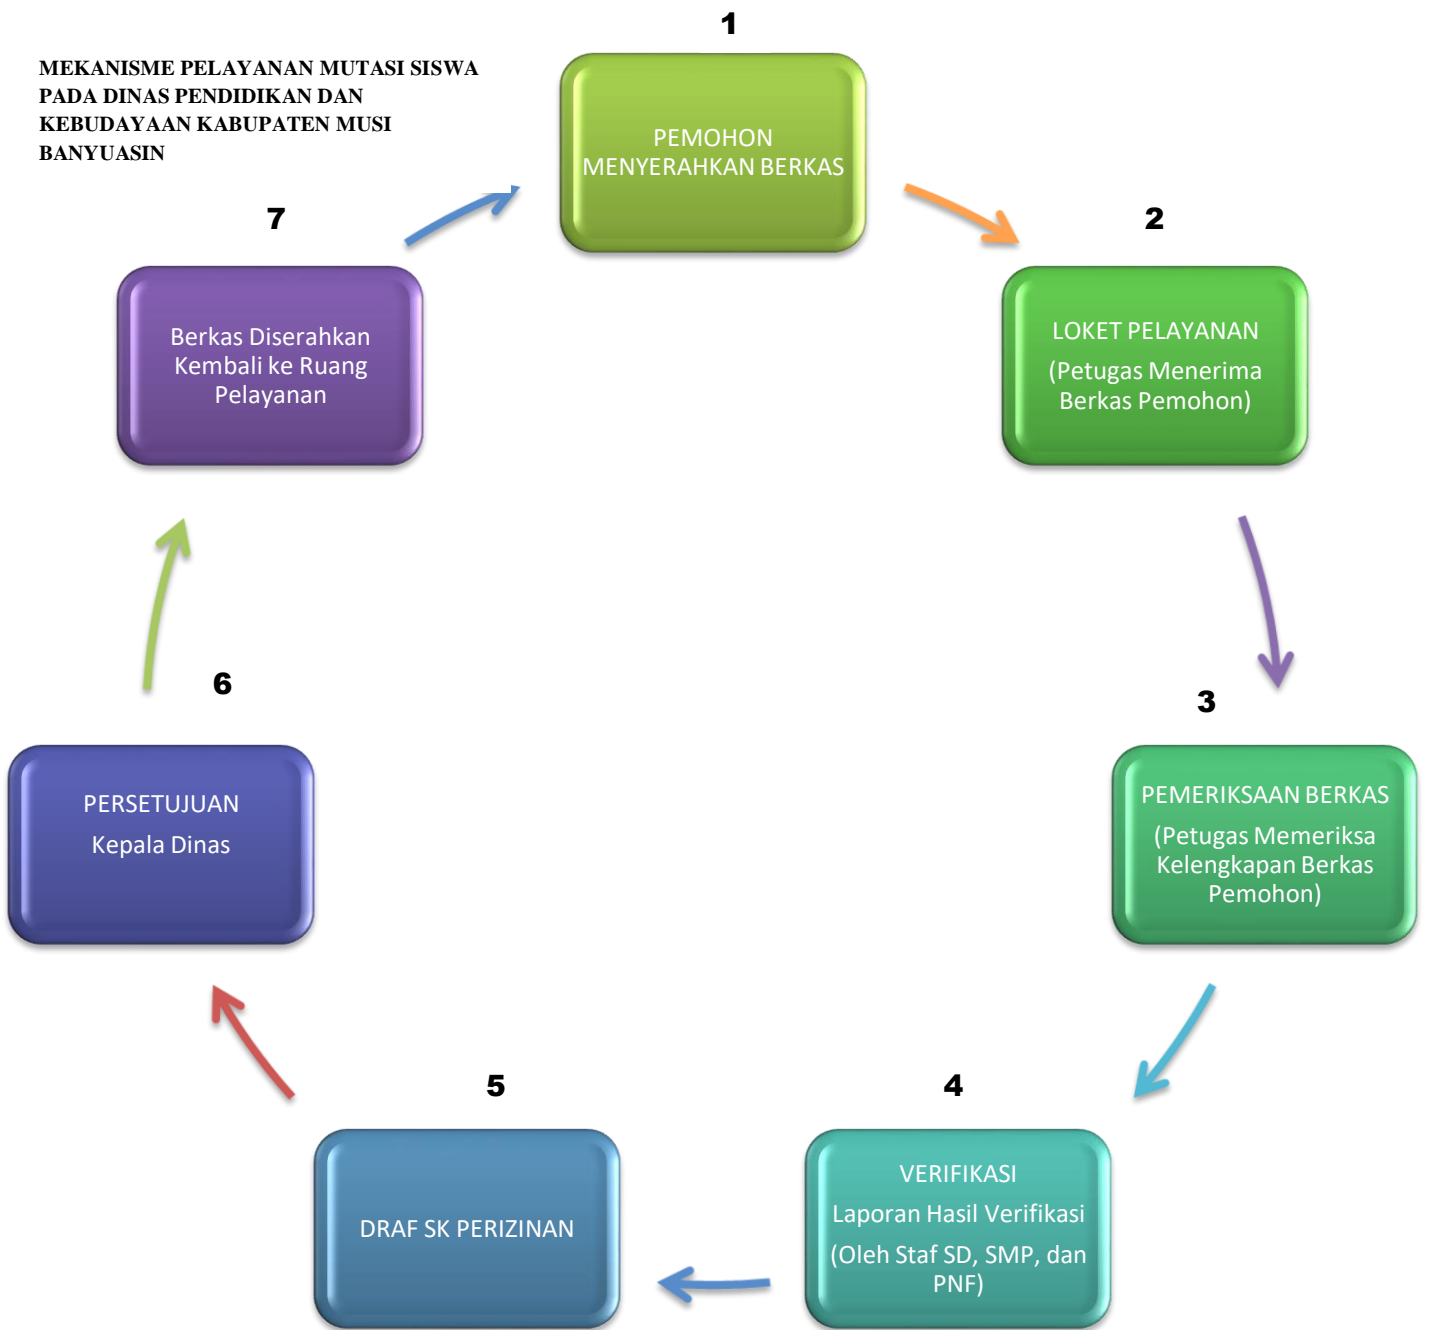 MEKANISME PELAYANAN MUTASI SISWA
PADA DINAS PENDIDIKAN DAN
KEBUDAYAAN KABUPATEN MUSI
BANYUASIN
1
PEMOHON
MENYERAHKAN BERKAS
2
LOKET PELAYANAN
(Petugas Menerima
Berkas Pemohon)
3
PEMERIKSAAN BERKAS
(Petugas Memeriksa
Kelengkapan Berkas
Pemohon)
4
VERIFIKASI
Laporan Hasil Verifikasi
(Oleh Staf SD, SMP, dan
PNF)
5
DRAF SK PERIZINAN
6
PERSETUJUAN
Kepala Dinas
7
Berkas Diserahkan
Kembali ke Ruang
Pelayanan